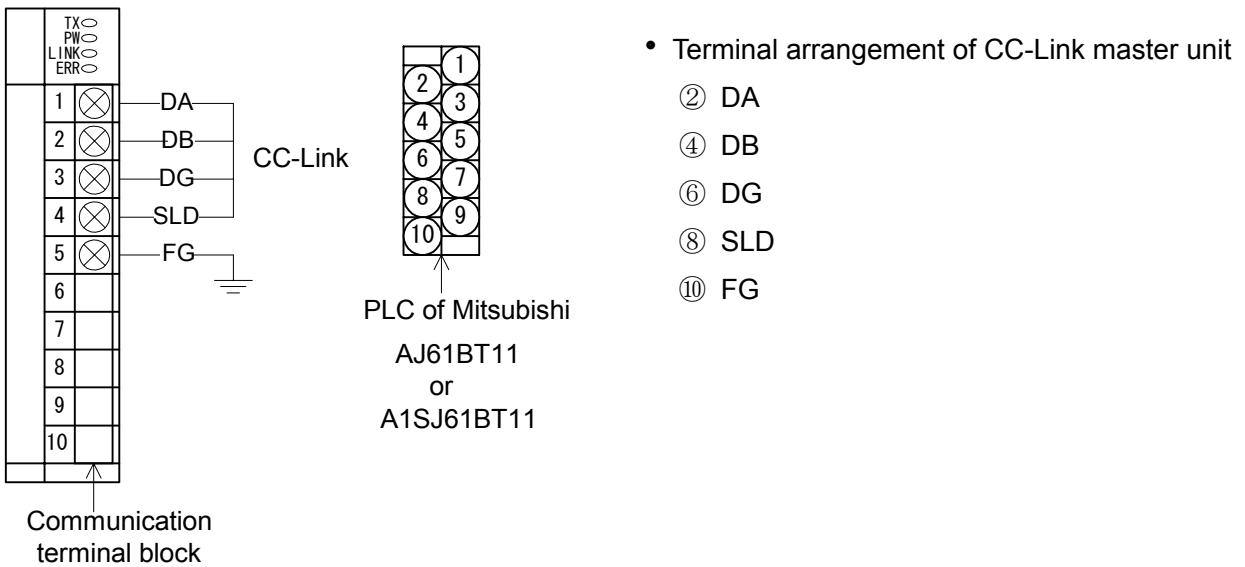 TX
PW
LINK
ERR
1 DA
2 DB
3 DG
4 SLD
5 FG
6
7
8
9
10
CC-Link
Communication
terminal block
1
2
3
4
5
6
7
8
9
10
PLC of Mitsubishi
AJ61BT11
or
A1SJ61BT11
• Terminal arrangement of CC-Link master unit
② DA
④ DB
⑥ DG
⑧ SLD
⑩ FG